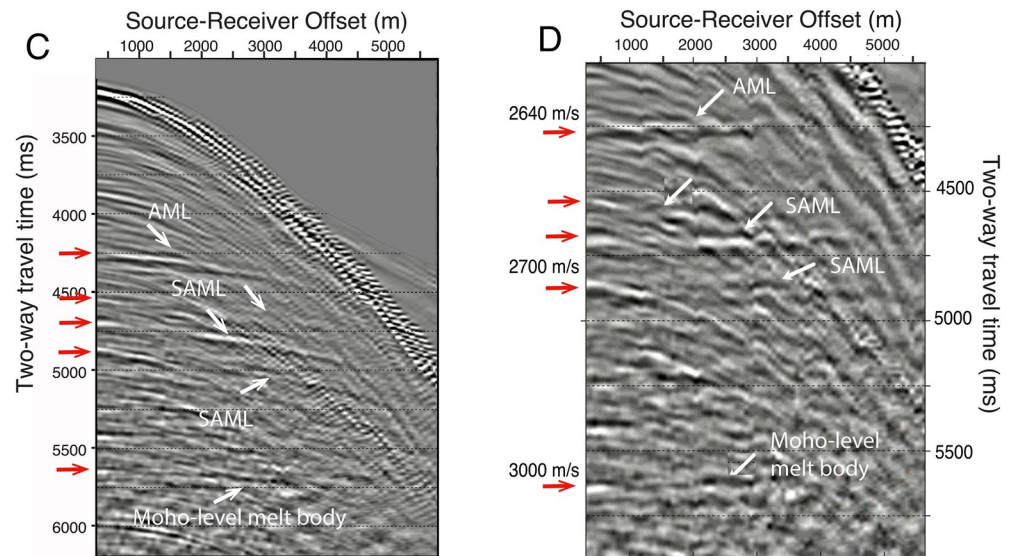 C
Source-Receiver Offset (m)
1000 2000 3000 4000 5000
Two-way travel time (ms)
3500
4000
4500
5000
5500
6000
AML
SAML
SAML
Moho-level melt body
D
Source-Receiver Offset (m)
1000 2000 3000 4000 5000
2640 m/s
2700 m/s
3000 m/s
AML
SAML
SAML
Moho-level
melt body
4500
5000
5500
Two-way travel time (ms)